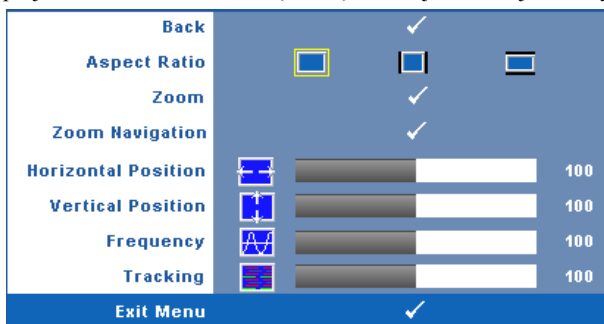 Back
Aspect Ratio
Zoom
Zoom Navigation
Horizontal Position 100
Vertical Position 100
Frequency 100
Tracking 100
Exit Menu